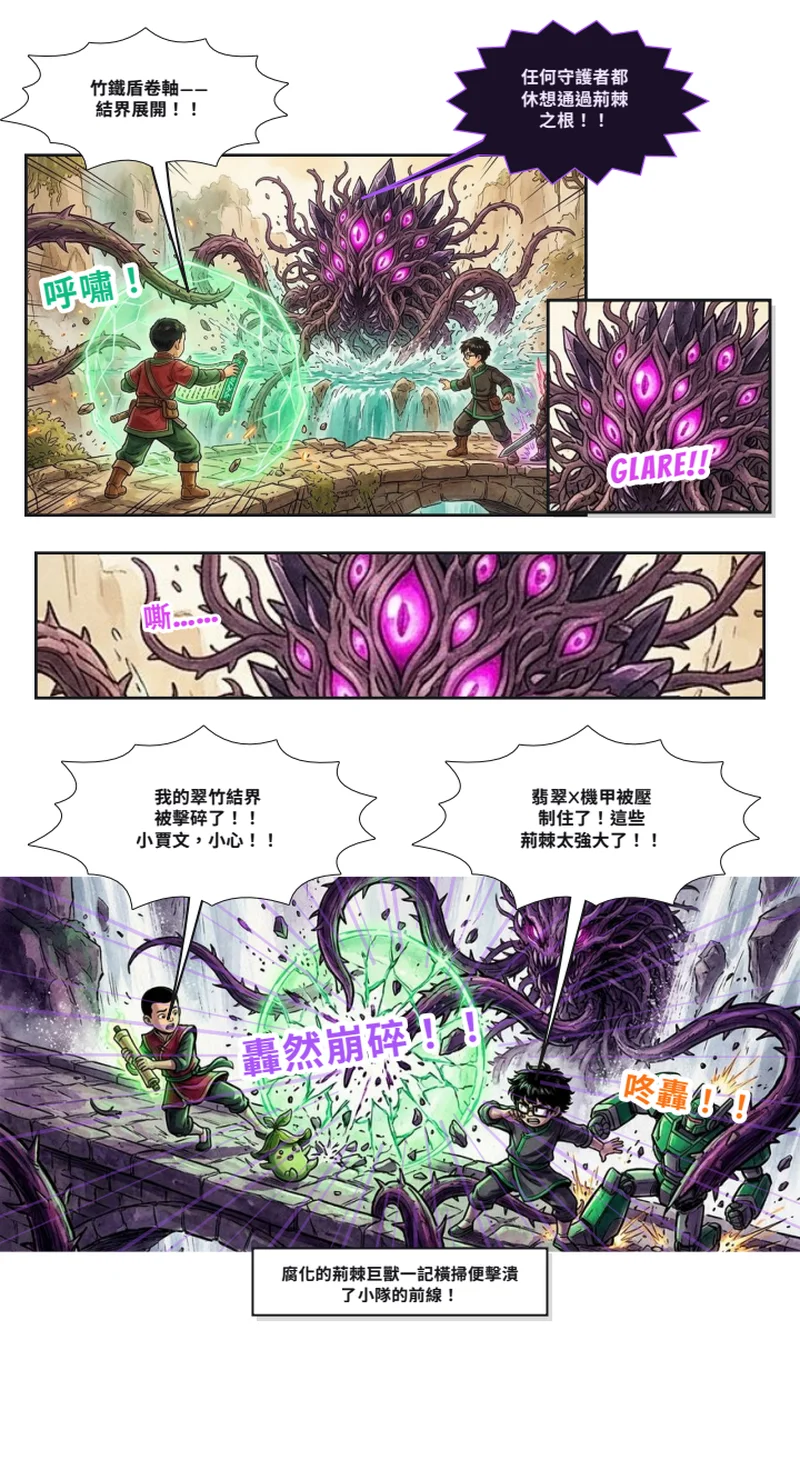 竹鐵盾卷軸——
結界展開！！
任何守護者都
休想通過荊棘
之根！！
呼嘯！
GLARE!!
嘶……
我的翠竹結界
被擊碎了！！
小賈文，小心！！
翡翠X機甲被壓
制住了！這些
荊棘太強大了！！
轟然崩碎！！
咚轟！！
腐化的荊棘巨獸一記橫掃便擊潰
了小隊的前線！